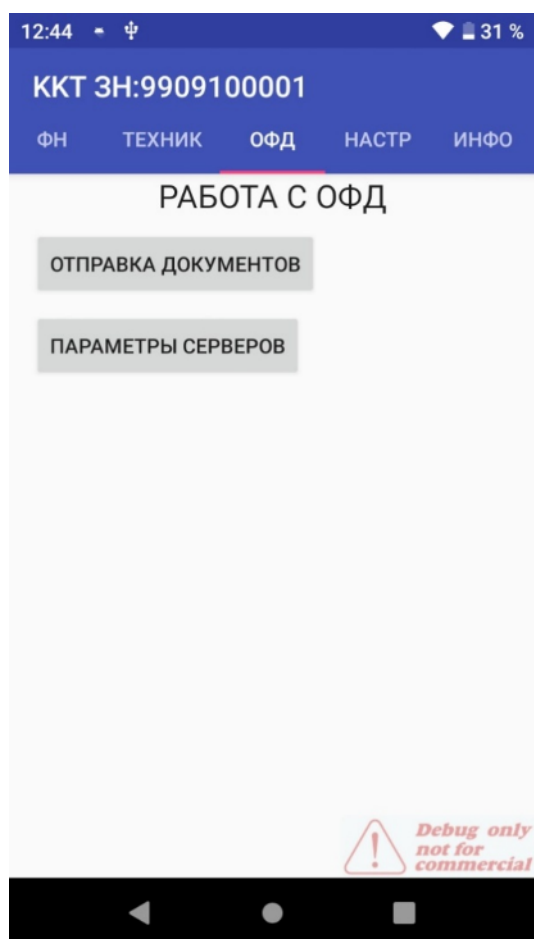 12:44
31 %
ККТ ЗН:9909100001
ФН ТЕХНИК ОФД НАСТР ИНФО
РАБОТА С ОФД
ОТПРАВКА ДОКУМЕНТОВ
ПАРАМЕТРЫ СЕРВЕРОВ
Debug only
not for
commercial